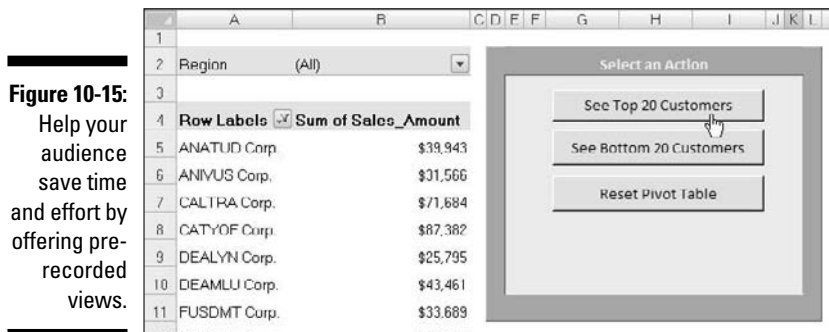 Figure 10-15:
Help your
audience
save time
and effort by
offering pre-
recorded
views.
A B C D E F G H I J K L
1
2 Region (All)
3
4 Row Labels Sum of Sales_Amount
5 ANATUD Corp. $39,943
6 ANIVUS Corp. $31,566
7 CALTRA Corp. $71,684
8 CATYOF Corp. $87,382
9 DEALYN Corp. $25,795
10 DEAMLU Corp. $43,461
11 FUSDMT Corp. $33,689
Select an Action
See Top 20 Customers
See Bottom 20 Customers
Reset Pivot Table